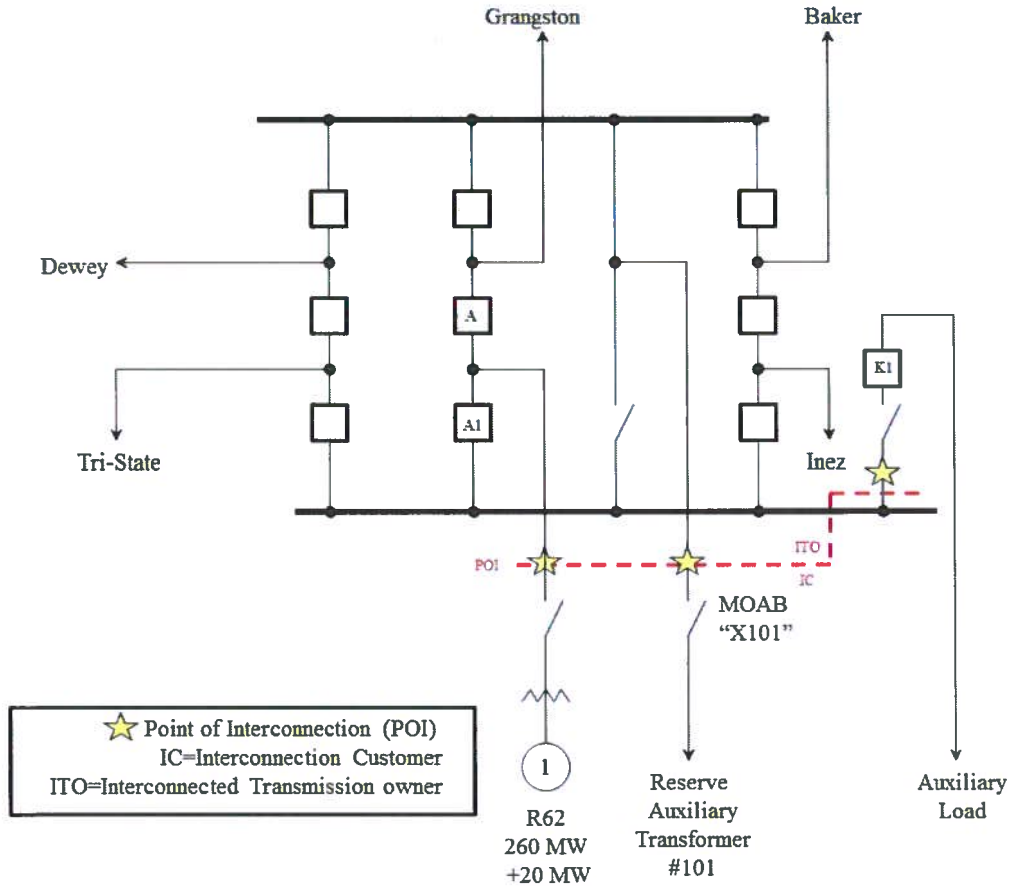 Grangston
Baker
Dewey
A
K1
A1
Tri-State
Inez
POI
ITO
IC
MOAB
"X101"
Point of Interconnection (POI)
IC=Interconnection Customer
ITO=Interconnected Transmission owner
1
R62
260 MW
+20 MW
Reserve
Auxiliary
Transformer
#101
Auxiliary
Load